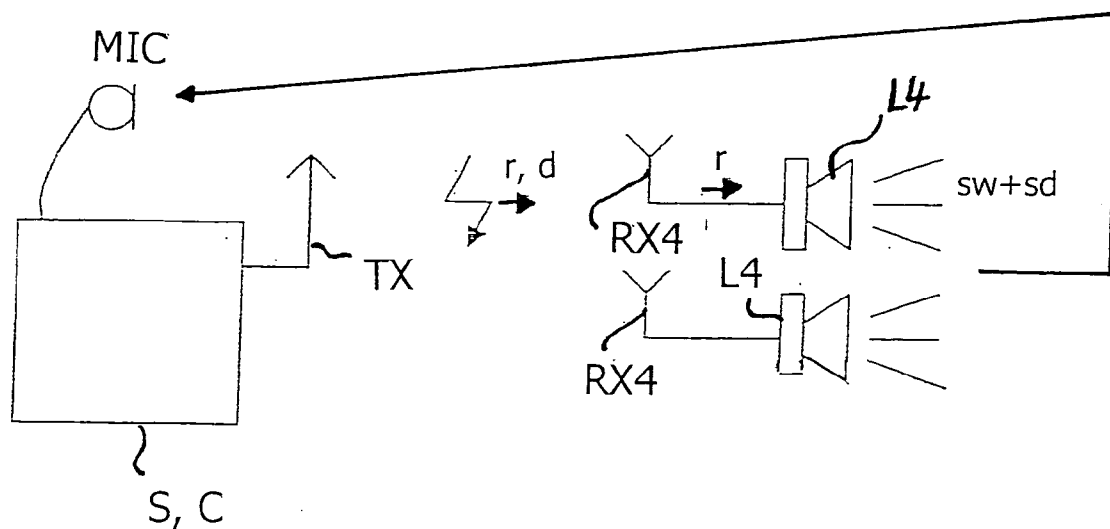 MIC
L4
r, d
r
sw+sd
RX4
TX
L4
RX4
S, C